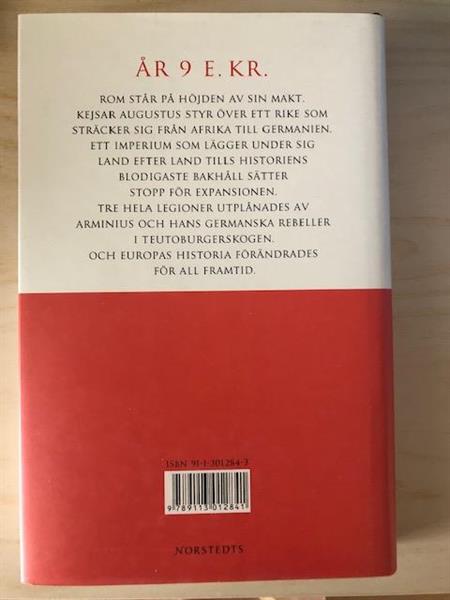 ÅR 9 E. KR.
ROM STÅR PÅ HÖJDEN AV SIN MAKT.
KEJSAR AUGUSTUS STYR ÖVER ETT RIKE SOM
STRÄCKER SIG FRÅN AFRIKA TILL GERMANIEN.
ETT IMPERIUM SOM LÄGGER UNDER SIG
LAND EFTER LAND TILLS HISTORIENS
BLODIGASTE BAKHÅLL SÄTTER
STOPP FÖR EXPANSIONEN.
TRE HELA LEGIONER UTPLÅNADES AV
ARMINIUS OCH HANS GERMANSKA REBELLER
I TEUTOBURGERSKOGEN.
OCH EUROPAS HISTORIA FÖRÄNDRADES
FÖR ALL FRAMTID.
ISBN 91-1-301284-3
9 789113 012841
NORSTEDTS